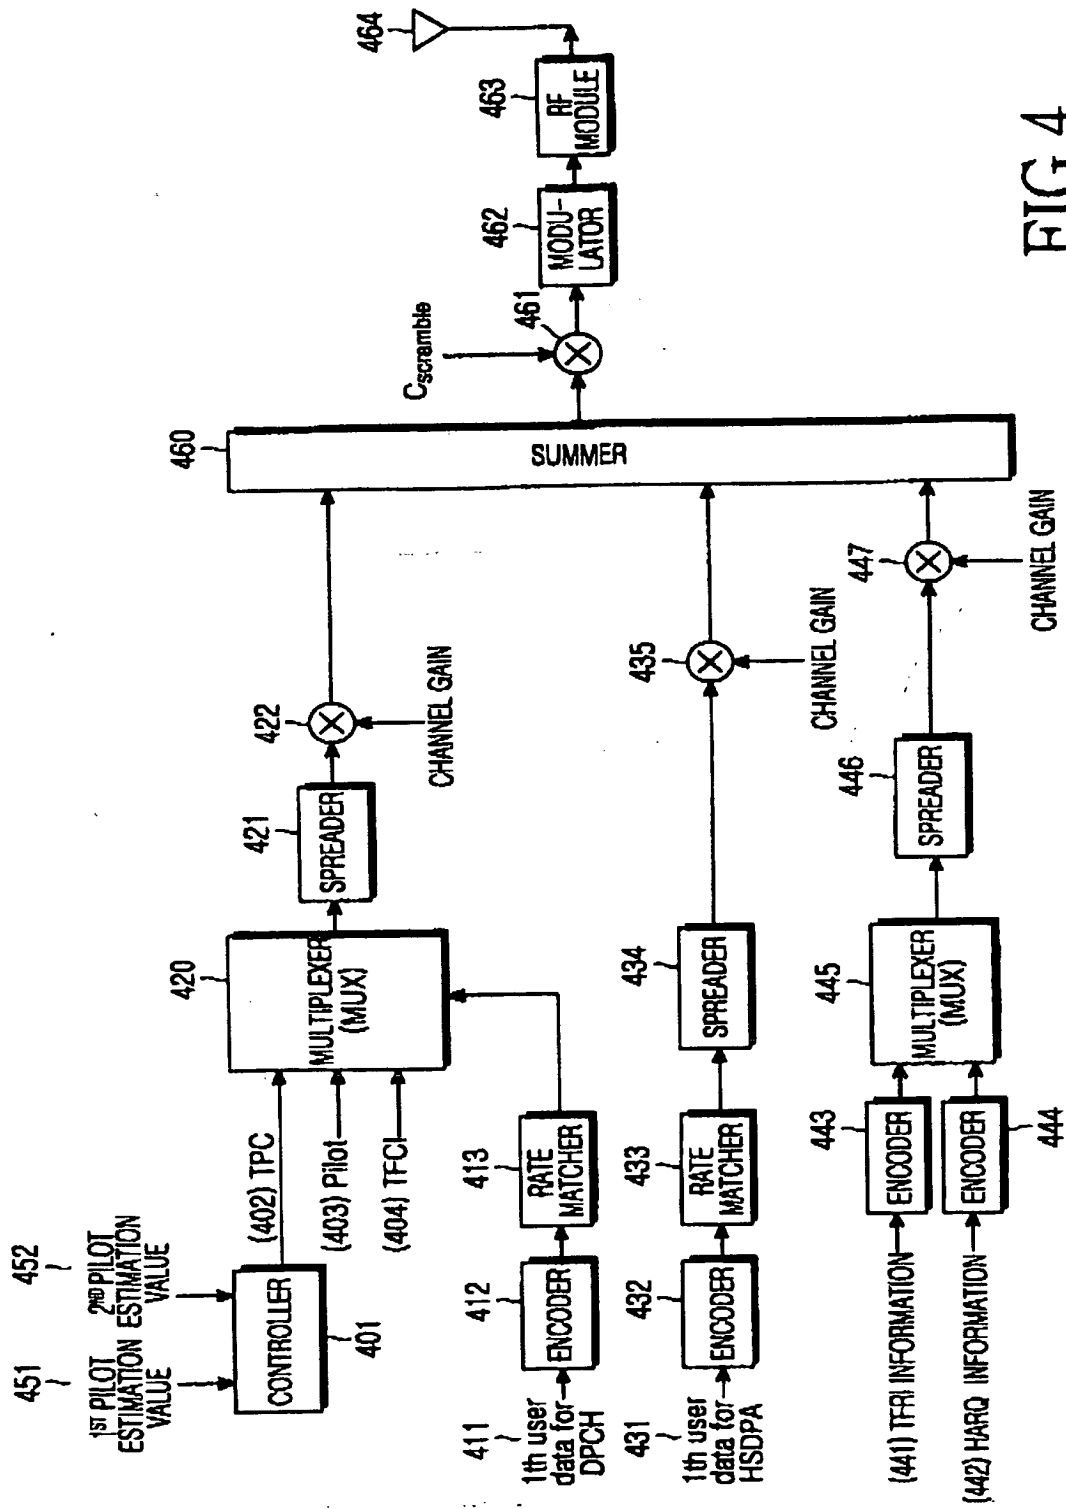 451
1ST PILOT
ESTIMATION
VALUE
452
2ND PILOT
ESTIMATION
VALUE
CONTROLLER
401
(402) TPC
(403) Pilot
(404) TFCI
420
MULTIPLEXER
(MUX)
421
SPREADER
422
CHANNEL GAIN
411
1th user
data for
DPCH
412
ENCODER
413
RATE
MATCHER
431
1th user
data for
HSDPA
432
ENCODER
433
RATE
MATCHER
434
SPREADER
435
CHANNEL GAIN
(441) TFRI INFORMATION
443
ENCODER
(442) HARQ INFORMATION
ENCODER
444
445
MULTIPLEXER
(MUX)
446
SPREADER
447
CHANNEL GAIN
460
SUMMER
Cscramble
461
462
MODU-
LATOR
463
RF
MODULE
464
FIG. 4